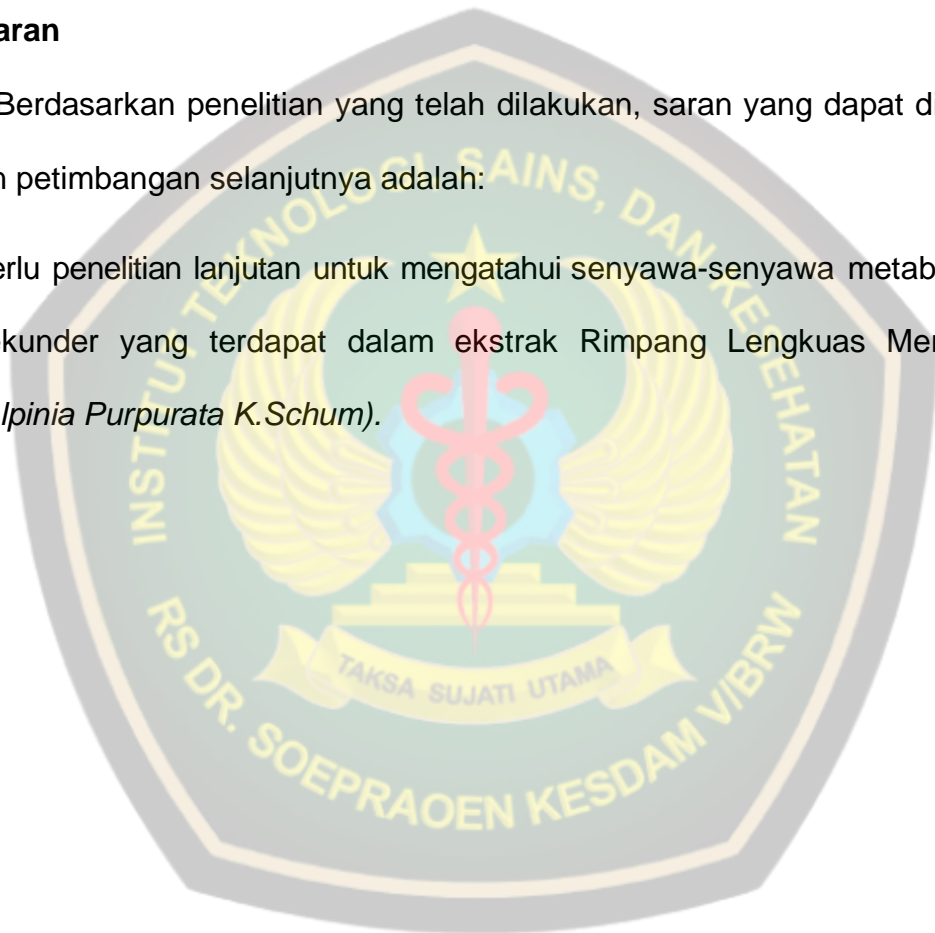 aran
Berdasarkan penelitian yang telah dilakukan, saran yang dapat di
n petimbangan selanjutnya adalah:
erlu penelitian lanjutan untuk mengatahui senyawa-senyawa metab
ekunder yang terdapat dalam ekstrak Rimpang Lengkuas Mer
lpinia Purpurata K.Schum).
INSTITUT TEKNOLOGI, SAINS, DAN KESEHATAN
TAKSA SUJATI UTAMA
RS DR. SOEPRAOEN KESDAM V/BRW